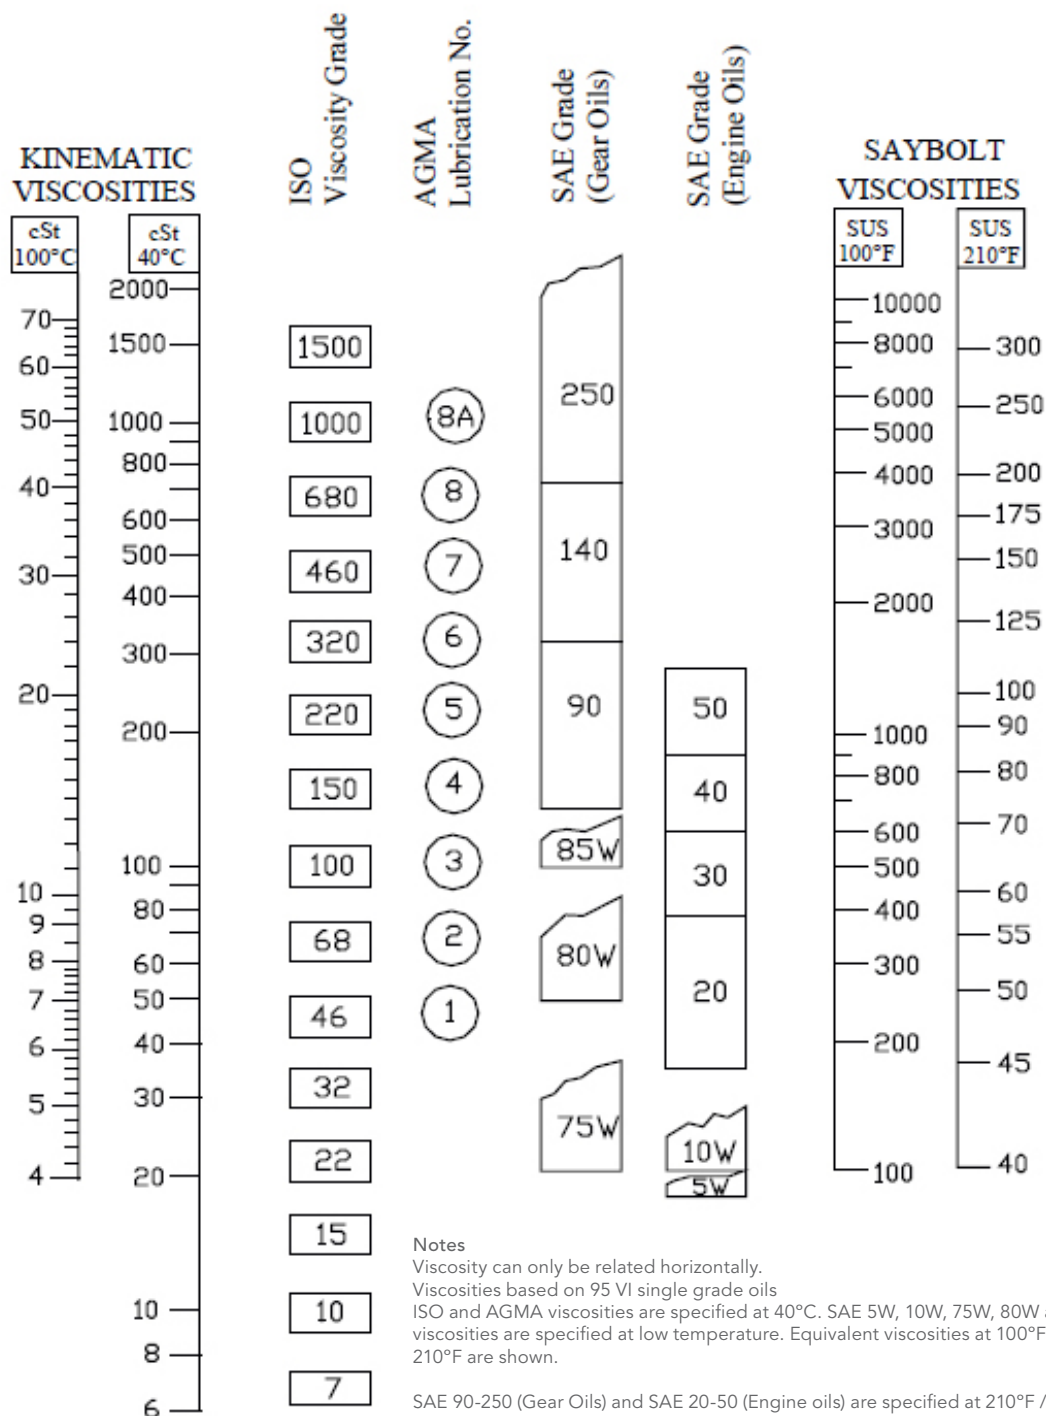 ISO
Viscosity Grade
AGMA
Lubrication No.
SAE Grade
(Gear Oils)
SAE Grade
(Engine Oils)
KINEMATIC
VISCOSITIES
SAYBOLT
VISCOSITIES
cSt
100°C
cSt
40°C
SUS
100°F
SUS
210°F
70
60
50
40
30
20
10
9
8
7
6
5
4
2000
1500
1000
800
600
500
400
300
200
100
80
60
50
40
30
20
10
8
6
1500
1000
680
460
320
220
150
100
68
46
32
22
15
10
7
8A
8
7
6
5
4
3
2
1
250
140
90
85W
80W
75W
50
40
30
20
10W
5W
10000
8000
6000
5000
4000
3000
2000
1000
800
600
500
400
300
200
100
300
250
200
175
150
125
100
90
80
70
60
55
50
45
40
Notes
Viscosity can only be related horizontally.
Viscosities based on 95 VI single grade oils
ISO and AGMA viscosities are specified at 40°C. SAE 5W, 10W, 75W, 80W
viscosities are specified at low temperature. Equivalent viscosities at 100°F
210°F are shown.
SAE 90-250 (Gear Oils) and SAE 20-50 (Engine oils) are specified at 210°F /